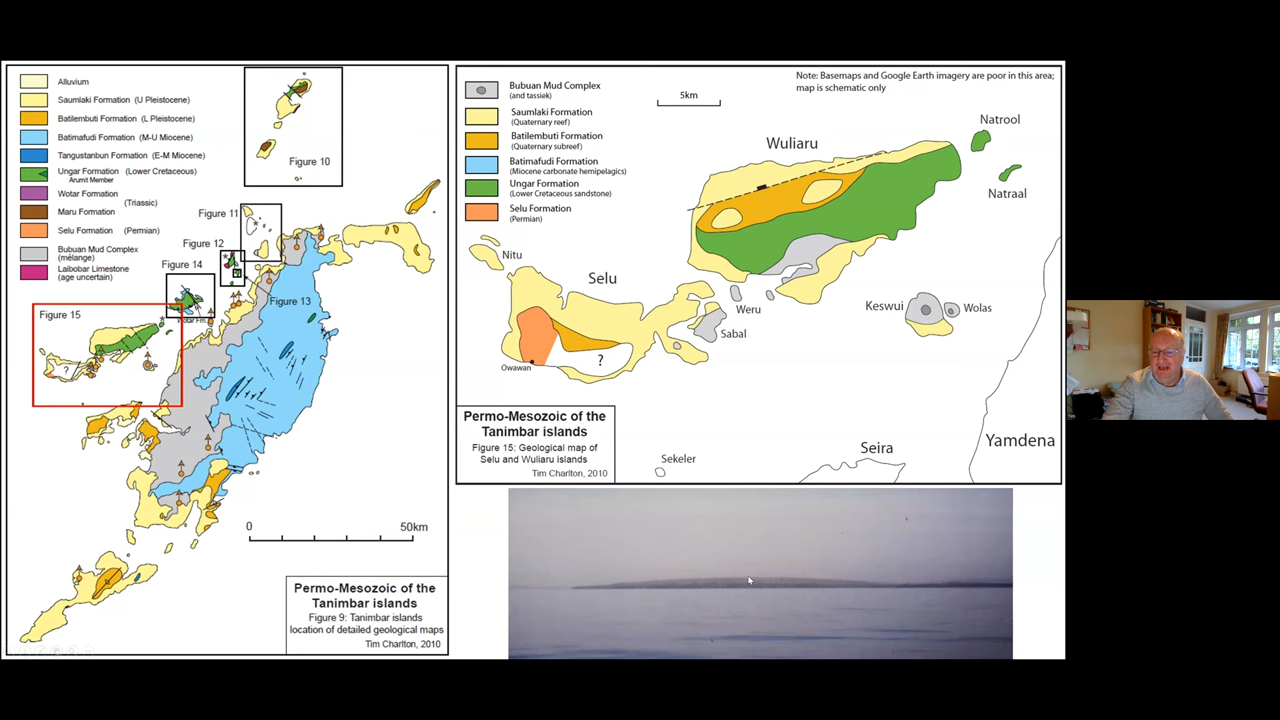 Alluvium
Saumlaki Formation (U Pleistocene)
Batilembuti Formation (L Pleistocene)
Batimafudi Formation (M-U Miocene)
Tangustanbun Formation (E-M Miocene)
Ungar Formation (Lower Cretaceous)
Arumit Member
Wotar Formation
(Triassic)
Maru Formation
Selu Formation (Permian)
Bubuan Mud Complex
(mélange)
Laibobar Limestone
(age uncertain)
Figure 10
Figure 11
Figure 12
Figure 14
Figure 13
Figure 15
Wotar Fm.
?
0 50km
Permo-Mesozoic of the
Tanimbar islands
Figure 9: Tanimbar islands
location of detailed geological maps
Tim Charlton, 2010
Bubuan Mud Complex
(and tassiek)
Saumlaki Formation
(Quaternary reef)
Batilembuti Formation
(Quaternary subreef)
Batimafudi Formation
(Miocene carbonate hemipelagics)
Ungar Formation
(Lower Cretaceous sandstone)
Selu Formation
(Permian)
5km
Note: Basemaps and Google Earth imagery are poor in this area;
map is schematic only
Natrool
Wuliaru
Natraal
Nitu
Selu
Weru
Keswui
Wolas
Sabal
Owawan
?
Yamdena
Seira
Sekeler
Permo-Mesozoic of the
Tanimbar islands
Figure 15: Geological map of
Selu and Wuliaru islands
Tim Charlton, 2010